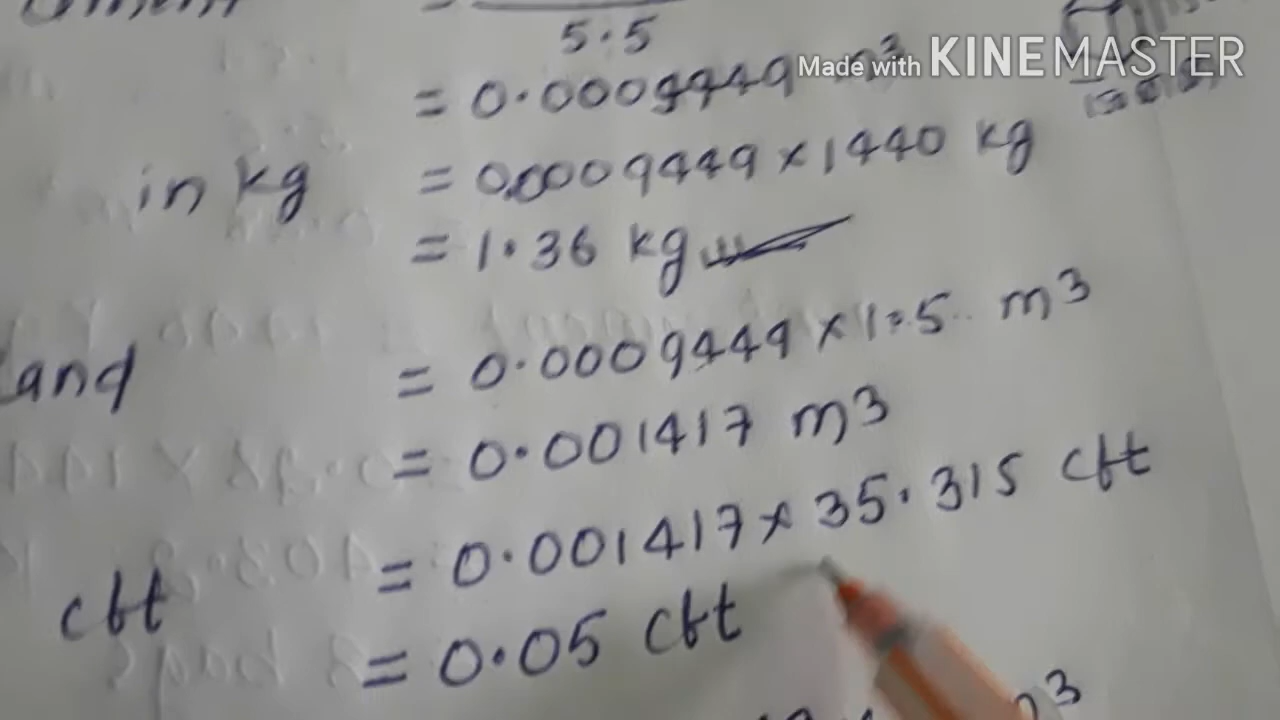 5.5
= 0.0009449 m3
Made with KINEMASTER
in kg = 0.0009449 x 1440 kg
= 1.36 kg
and = 0.0009449 x 1.5 m3
= 0.001417 m3
cft = 0.001417 x 35.315 cft
= 0.05 cft
3